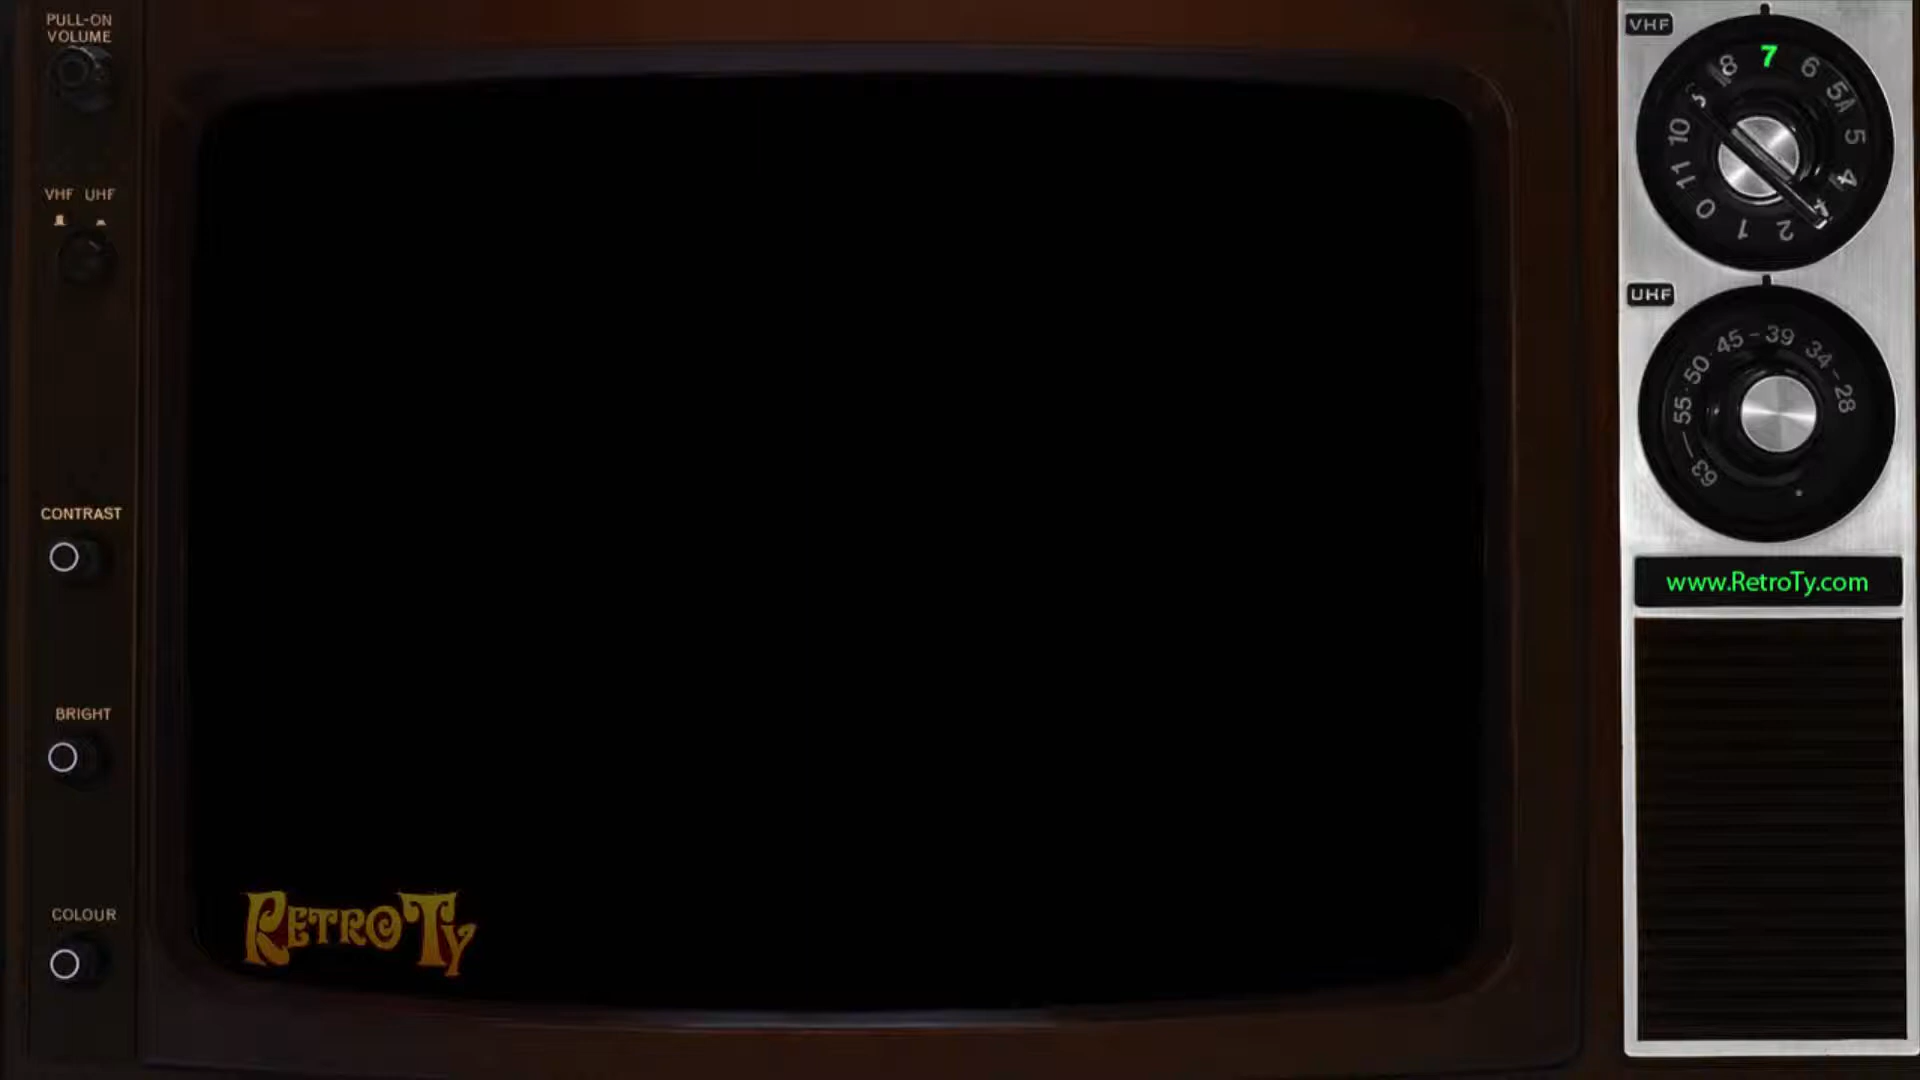 PULL-ON
VOLUME
VHF UHF
CONTRAST
BRIGHT
COLOUR
RETROTY
VHF
7
6
5A
5
4
2
1
0
11
10
8
UHF
63
55
50
45 - 39
34 - 28
www.RetroTy.com